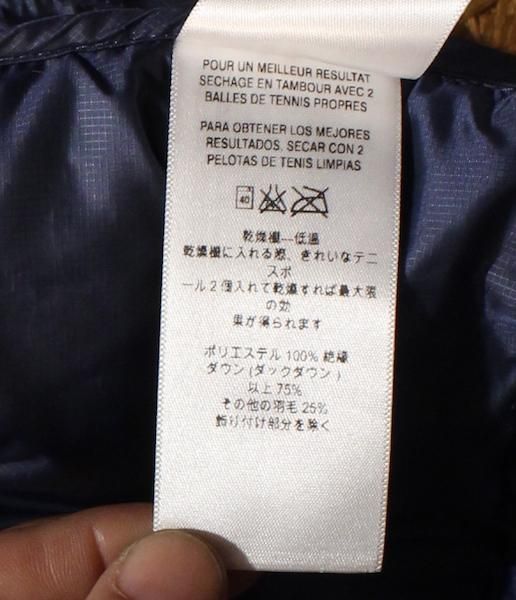 POUR UN MEILLEUR RESULTAT
SECHAGE EN TAMBOUR AVEC 2
BALLES DE TENNIS PROPRES
PARA OBTENER LOS MEJORES
RESULTADOS, SECAR CON 2
PELOTAS DE TENIS LIMPIAS
40
乾燥機---低温
乾燥機に入れる際、きれいなテニ
スボ
ール2個入れて乾燥すれば最大限
の効
果が得られます
ポリエステル 100% 絶縁
ダウン (ダックダウン )
以上 75%
その他の羽毛 25%
飾り付け部分を除く